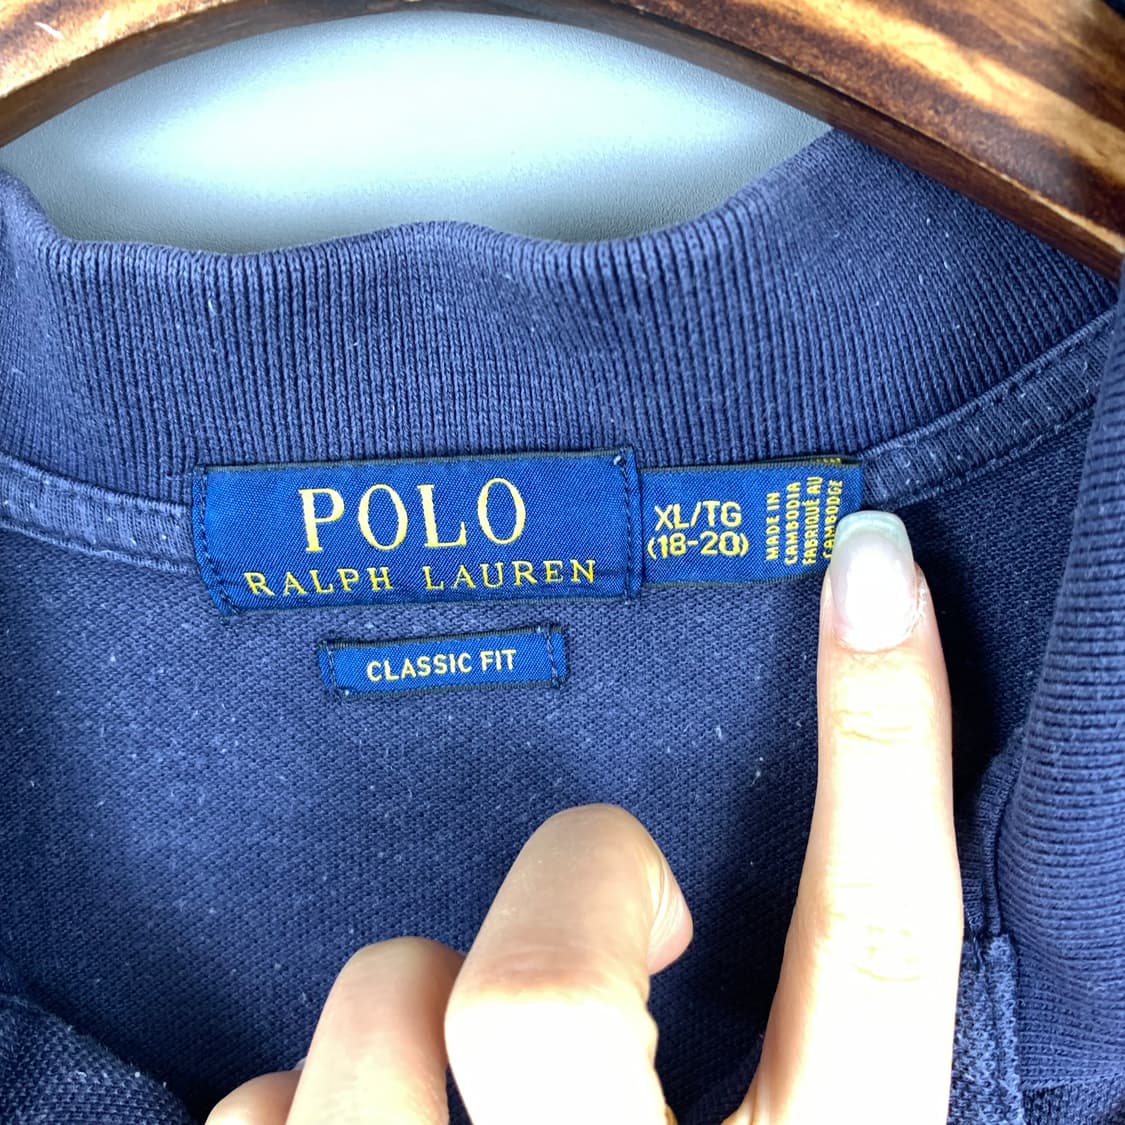 POLO
RALPH LAUREN
XL/TG
(18-20)
MADE IN
CAMBODIA
FABRIQUÉ AU
CAMBODGE
CLASSIC FIT